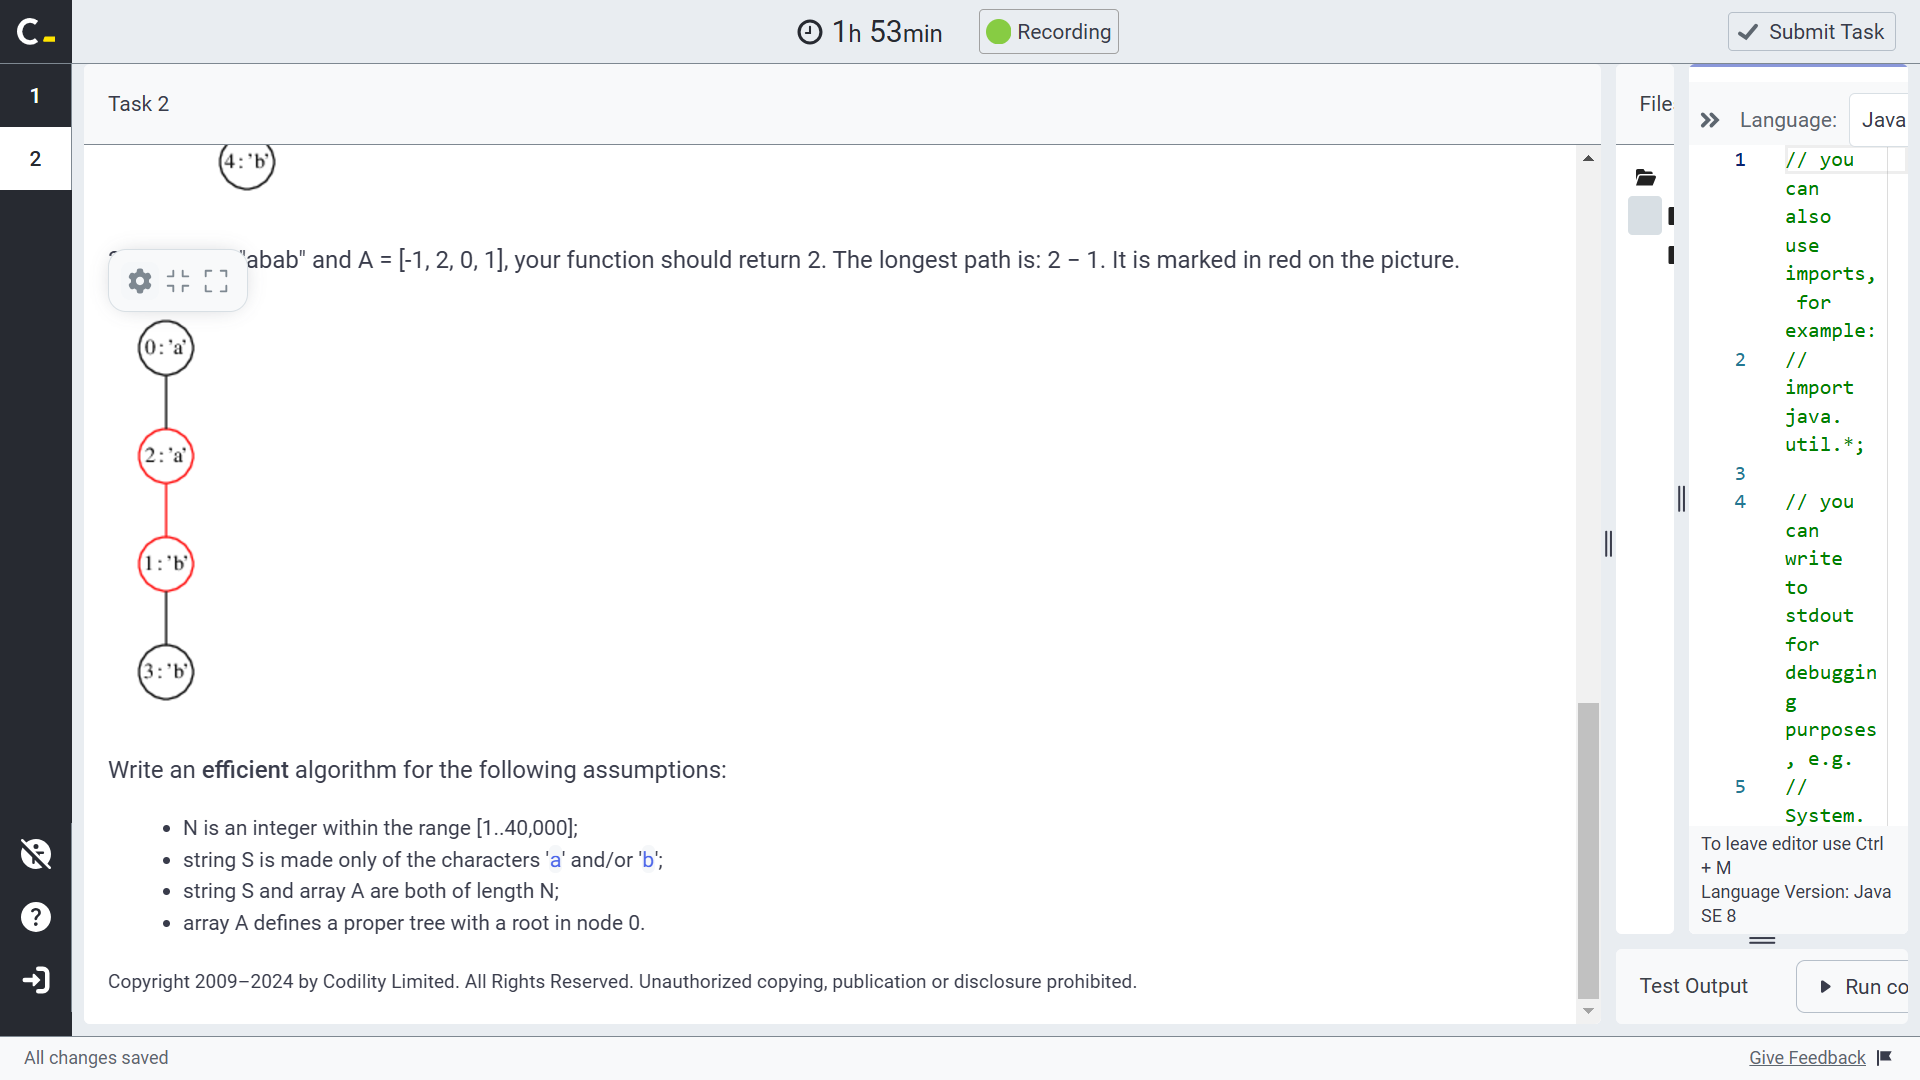 C_
1h 53min
Recording
Submit Task
1
2
Task 2
File
Language:
Java
4:'b'
"abab" and A = [-1, 2, 0, 1], your function should return 2. The longest path is: 2 − 1. It is marked in red on the picture.
0:'a'
2:'a'
1:'b'
3:'b'
Write an efficient algorithm for the following assumptions:
• N is an integer within the range [1..40,000];
• string S is made only of the characters 'a' and/or 'b';
• string S and array A are both of length N;
• array A defines a proper tree with a root in node 0.
Copyright 2009–2024 by Codility Limited. All Rights Reserved. Unauthorized copying, publication or disclosure prohibited.
1 // you
can
also
use
imports,
for
example:
2 //
import
java.
util.*;
3
4 // you
can
write
to
stdout
for
debuggin
g
purposes
, e.g.
5 //
System.
To leave editor use Ctrl
+ M
Language Version: Java
SE 8
Test Output
Run co
All changes saved
Give Feedback